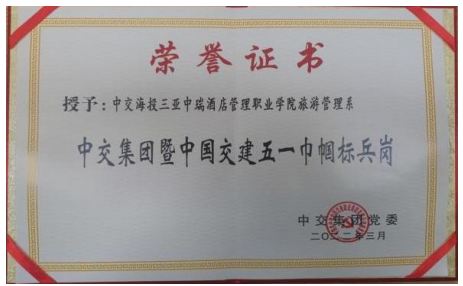 荣誉证书
授予：中交海投三亚中瑞酒店管理职业学院旅游管理系
中交集团暨中国交建五一巾帼标兵岗
中交集团党委
二〇二二年三月